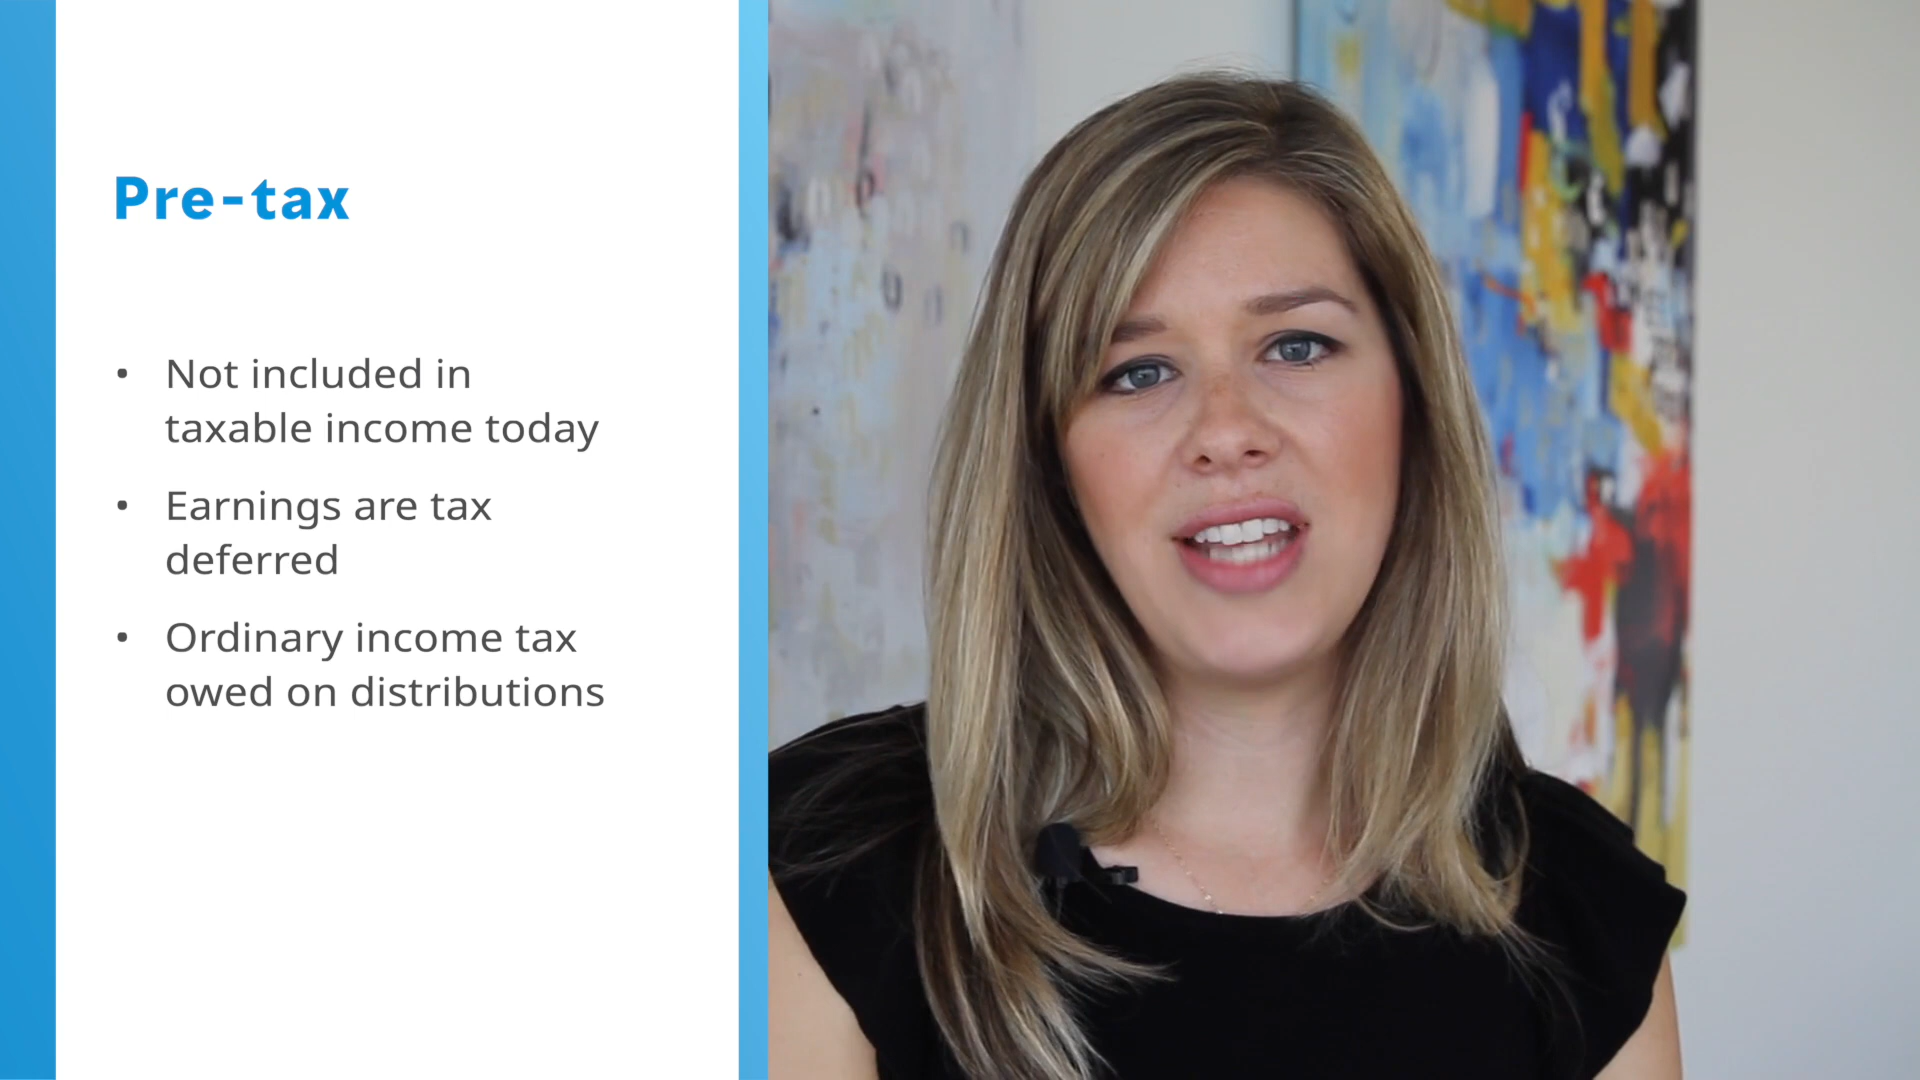 Pre-tax
• Not included in
taxable income today
• Earnings are tax
deferred
• Ordinary income tax
owed on distributions